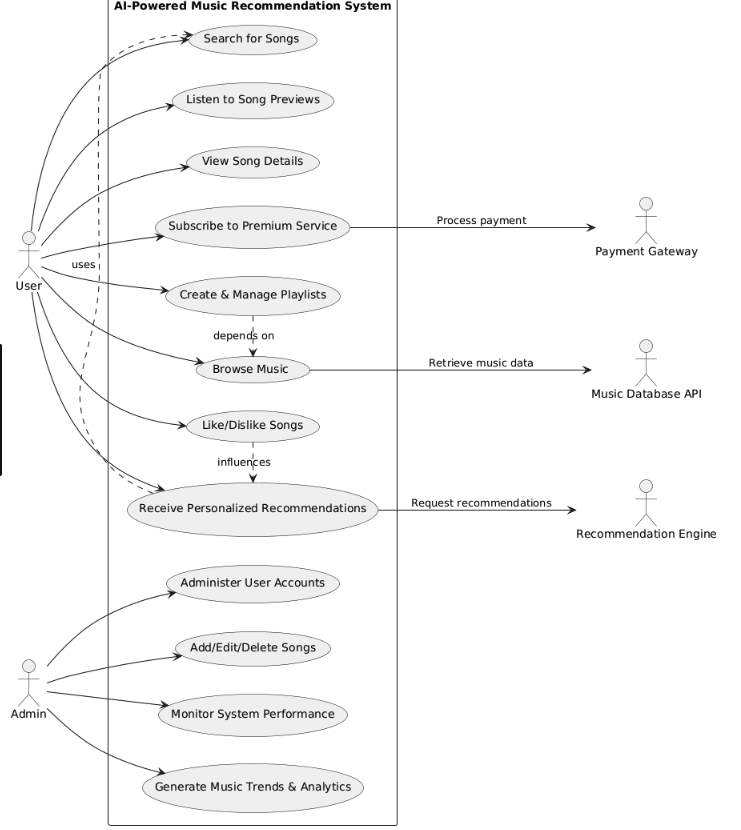 AI-Powered Music Recommendation System
Search for Songs
Listen to Song Previews
View Song Details
Subscribe to Premium Service
Process payment
Payment Gateway
uses
User
Create & Manage Playlists
depends on
Browse Music
Retrieve music data
Music Database API
Like/Dislike Songs
influences
Receive Personalized Recommendations
Request recommendations
Recommendation Engine
Administer User Accounts
Add/Edit/Delete Songs
Admin
Monitor System Performance
Generate Music Trends & Analytics